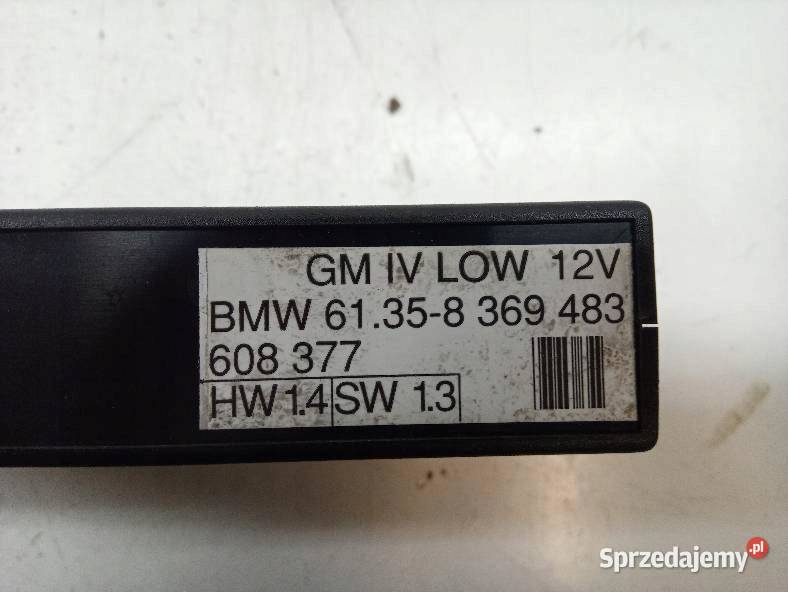 GM IV LOW 12V
BMW 61.35-8 369 483
608 377
HW 1.4 SW 1.3
Sprzedajemy.pl